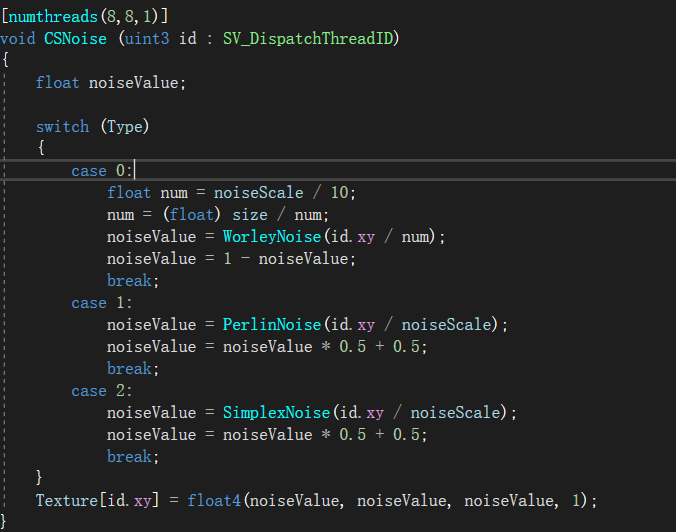 [numthreads(8,8,1)]
void CSNoise (uint3 id : SV_DispatchThreadID)
{
    float noiseValue;

    switch (Type)
    {
        case 0:
            float num = noiseScale / 10;
            num = (float) size / num;
            noiseValue = WorleyNoise(id.xy / num);
            noiseValue = 1 - noiseValue;
            break;
        case 1:
            noiseValue = PerlinNoise(id.xy / noiseScale);
            noiseValue = noiseValue * 0.5 + 0.5;
            break;
        case 2:
            noiseValue = SimplexNoise(id.xy / noiseScale);
            noiseValue = noiseValue * 0.5 + 0.5;
            break;
    }
    Texture[id.xy] = float4(noiseValue, noiseValue, noiseValue, 1);
}